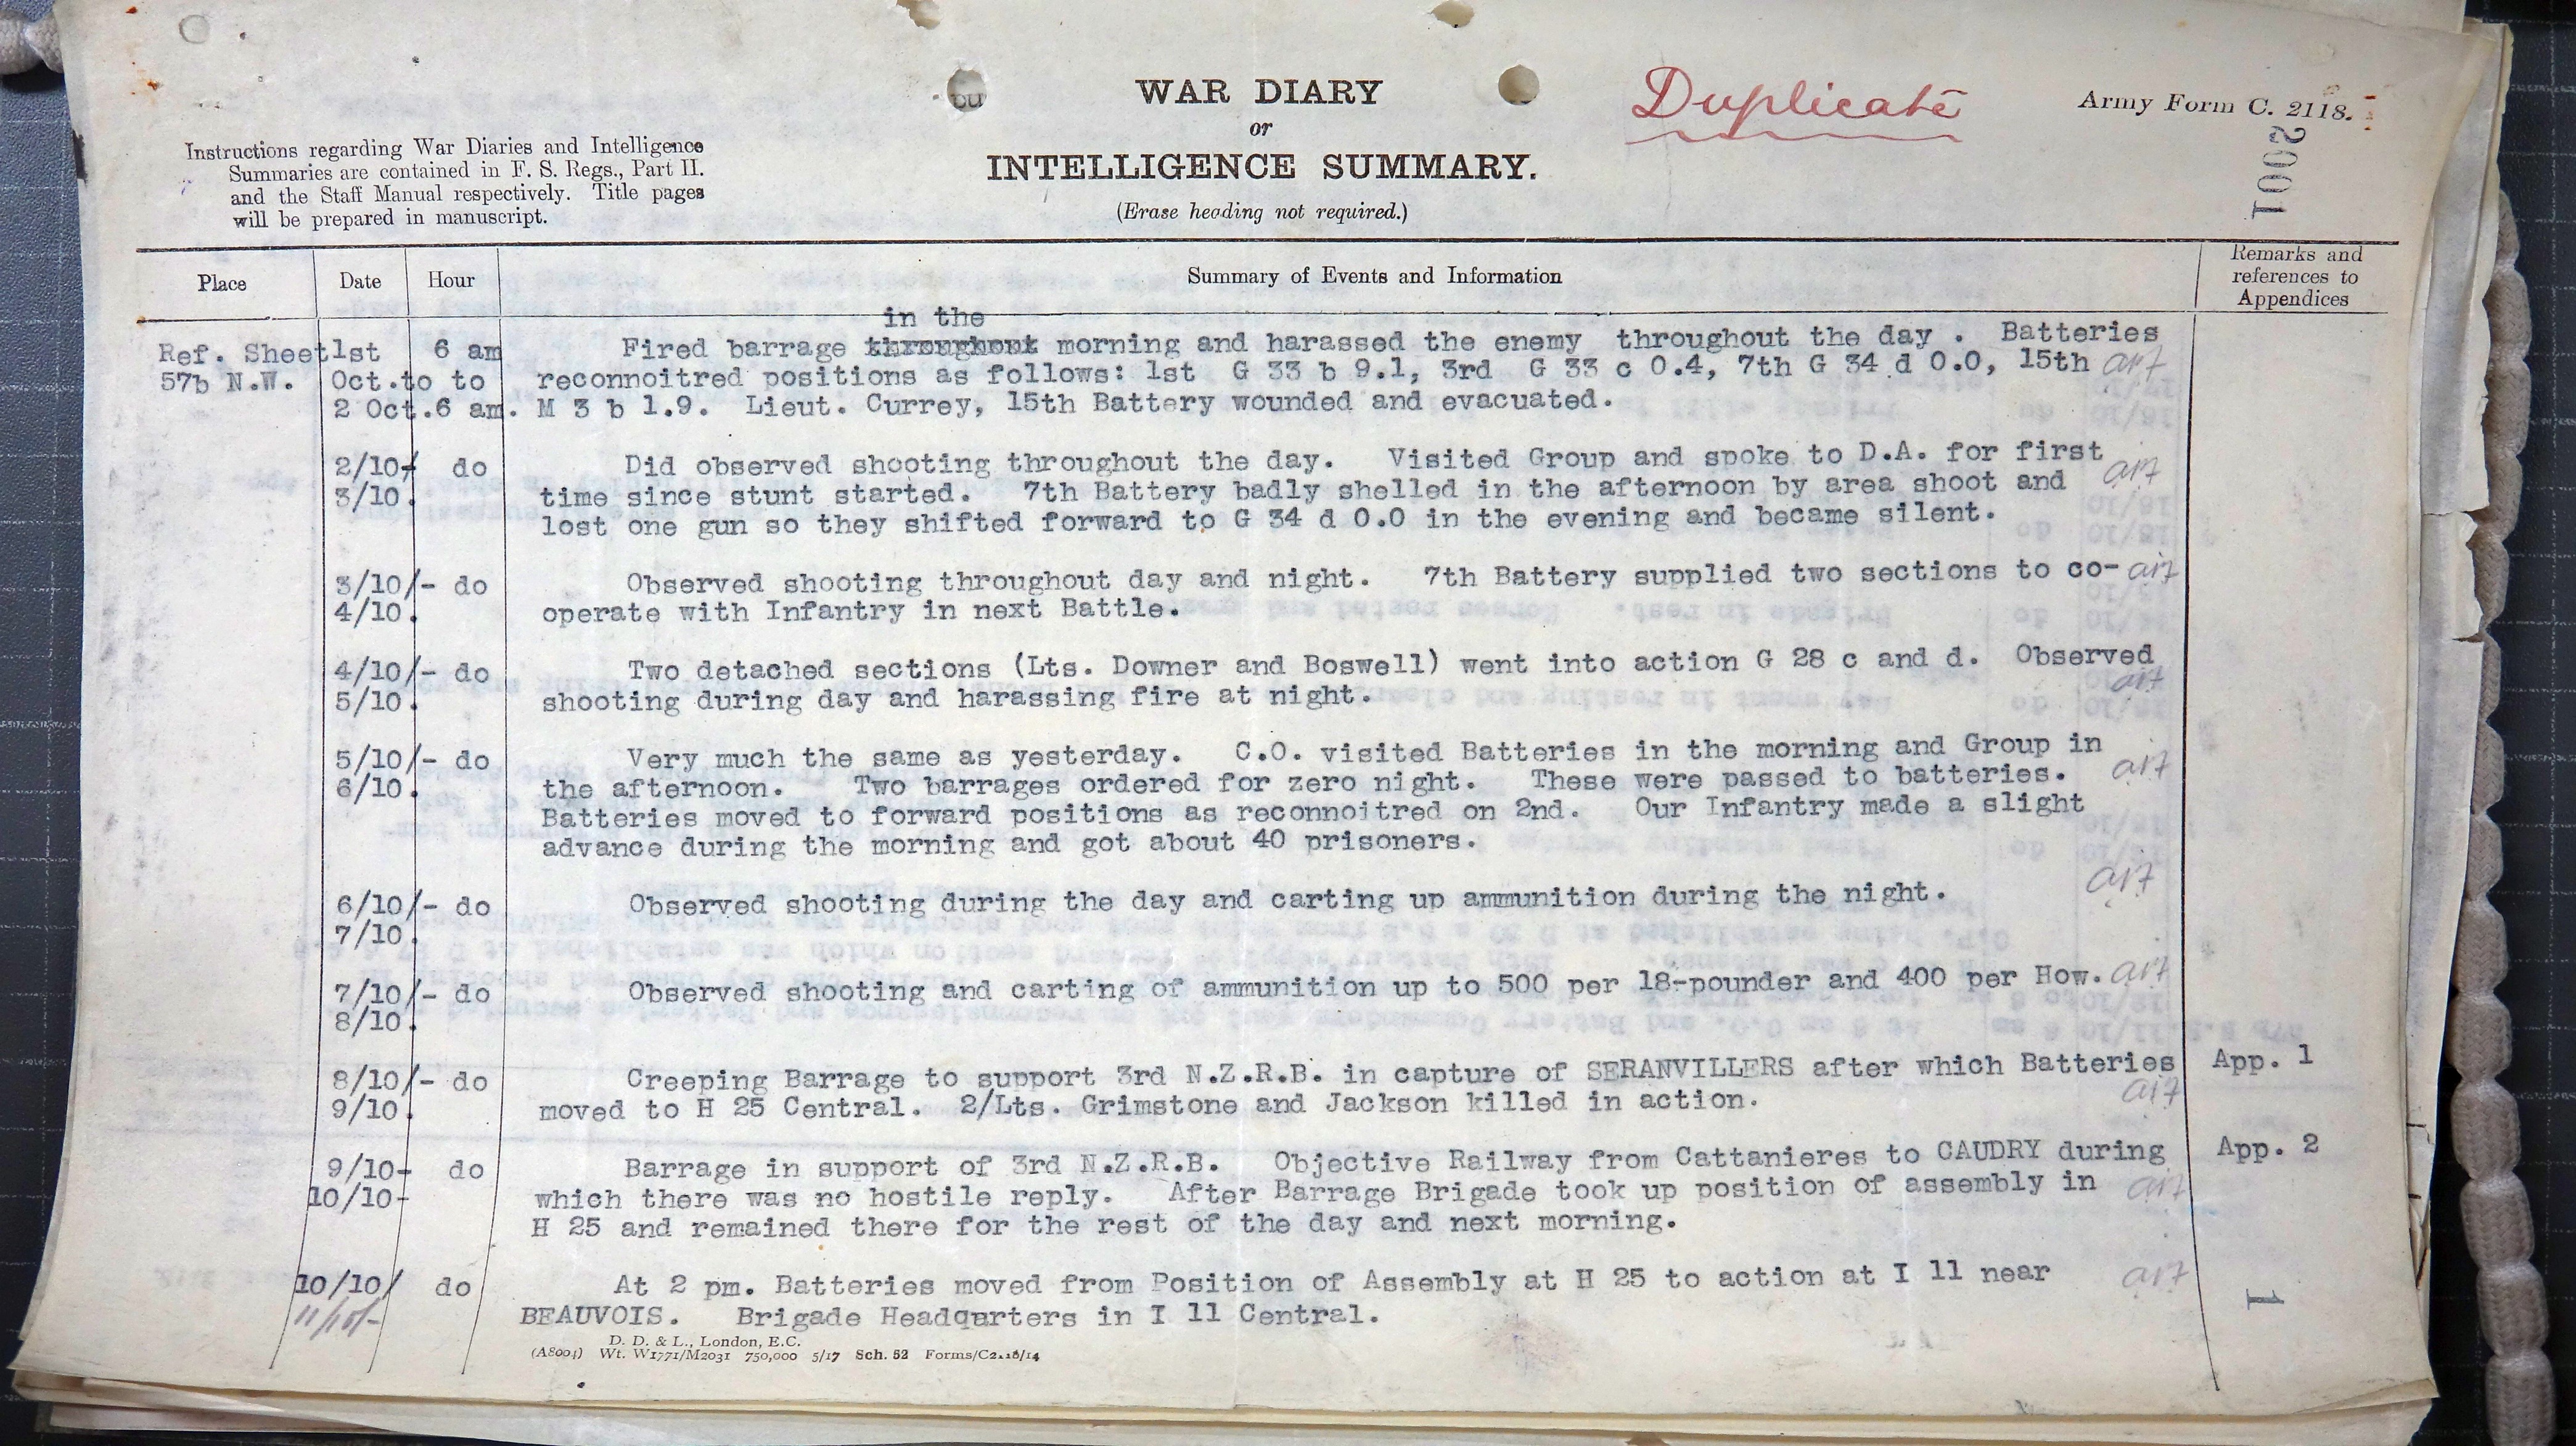 WAR DIARY
or
INTELLIGENCE SUMMARY.
(Erase heading not required.)
Duplicate
Army Form C. 2118.
1002
Instructions regarding War Diaries and Intelligence
Summaries are contained in F. S. Regs., Part II.
and the Staff Manual respectively. Title pages
will be prepared in manuscript.
Place Date Hour Summary of Events and Information Remarks and
references to
Appendices
in the
Ref. Sheet 1st 6 am Fired barrage throughout morning and harassed the enemy throughout the day . Batteries
57b N.W. Oct.to to reconnoitred positions as follows: 1st G 33 b 9.1, 3rd G 33 c 0.4, 7th G 34 d 0.0, 15th
2 Oct.6 am. M 3 b 1.9. Lieut. Currey, 15th Battery wounded and evacuated.
2/10- do Did observed shooting throughout the day. Visited Group and spoke to D.A. for first
3/10. time since stunt started. 7th Battery badly shelled in the afternoon by area shoot and
lost one gun so they shifted forward to G 34 d 0.0 in the evening and became silent.
3/10/- do Observed shooting throughout day and night. 7th Battery supplied two sections to co-
4/10. operate with Infantry in next Battle.
4/10/- do Two detached sections (Lts. Downer and Boswell) went into action G 28 c and d. Observed
5/10. shooting during day and harassing fire at night.
5/10/- do Very much the same as yesterday. C.O. visited Batteries in the morning and Group in
6/10. the afternoon. Two barrages ordered for zero night. These were passed to batteries.
Batteries moved to forward positions as reconnoitred on 2nd. Our Infantry made a slight
advance during the morning and got about 40 prisoners.
6/10/- do Observed shooting during the day and carting up ammunition during the night.
7/10.
7/10/- do Observed shooting and carting of ammunition up to 500 per 18-pounder and 400 per How.
8/10.
8/10/- do Creeping Barrage to support 3rd N.Z.R.B. in capture of SERANVILLERS after which Batteries App. 1
9/10. moved to H 25 Central. 2/Lts. Grimstone and Jackson killed in action.
9/10- do Barrage in support of 3rd N.Z.R.B. Objective Railway from Cattanieres to CAUDRY during App. 2
10/10- which there was no hostile reply. After Barrage Brigade took up position of assembly in
H 25 and remained there for the rest of the day and next morning.
10/10/ do At 2 pm. Batteries moved from Position of Assembly at H 25 to action at I 11 near
11/10/- BEAUVOIS. Brigade Headqarters in I 11 Central.
1
D. D. & L., London, E.C.
(A8004) Wt. W1771/M2031 750,000 5/17 Sch. 52 Forms/C2118/14